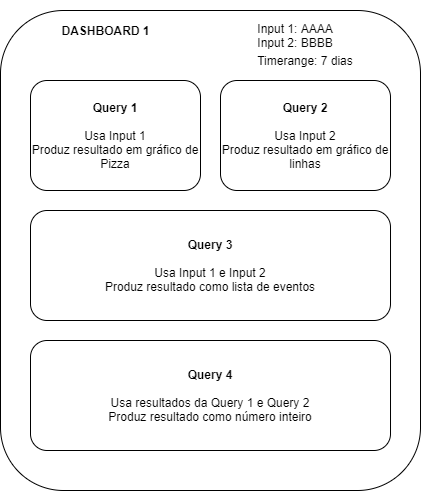 DASHBOARD 1
Input 1: AAAA
Input 2: BBBB
Timerange: 7 dias
Query 1
Usa Input 1
Produz resultado em gráfico de
Pizza
Query 2
Usa Input 2
Produz resultado em gráfico de
linhas
Query 3
Usa Input 1 e Input 2
Produz resultado como lista de eventos
Query 4
Usa resultados da Query 1 e Query 2
Produz resultado como número inteiro